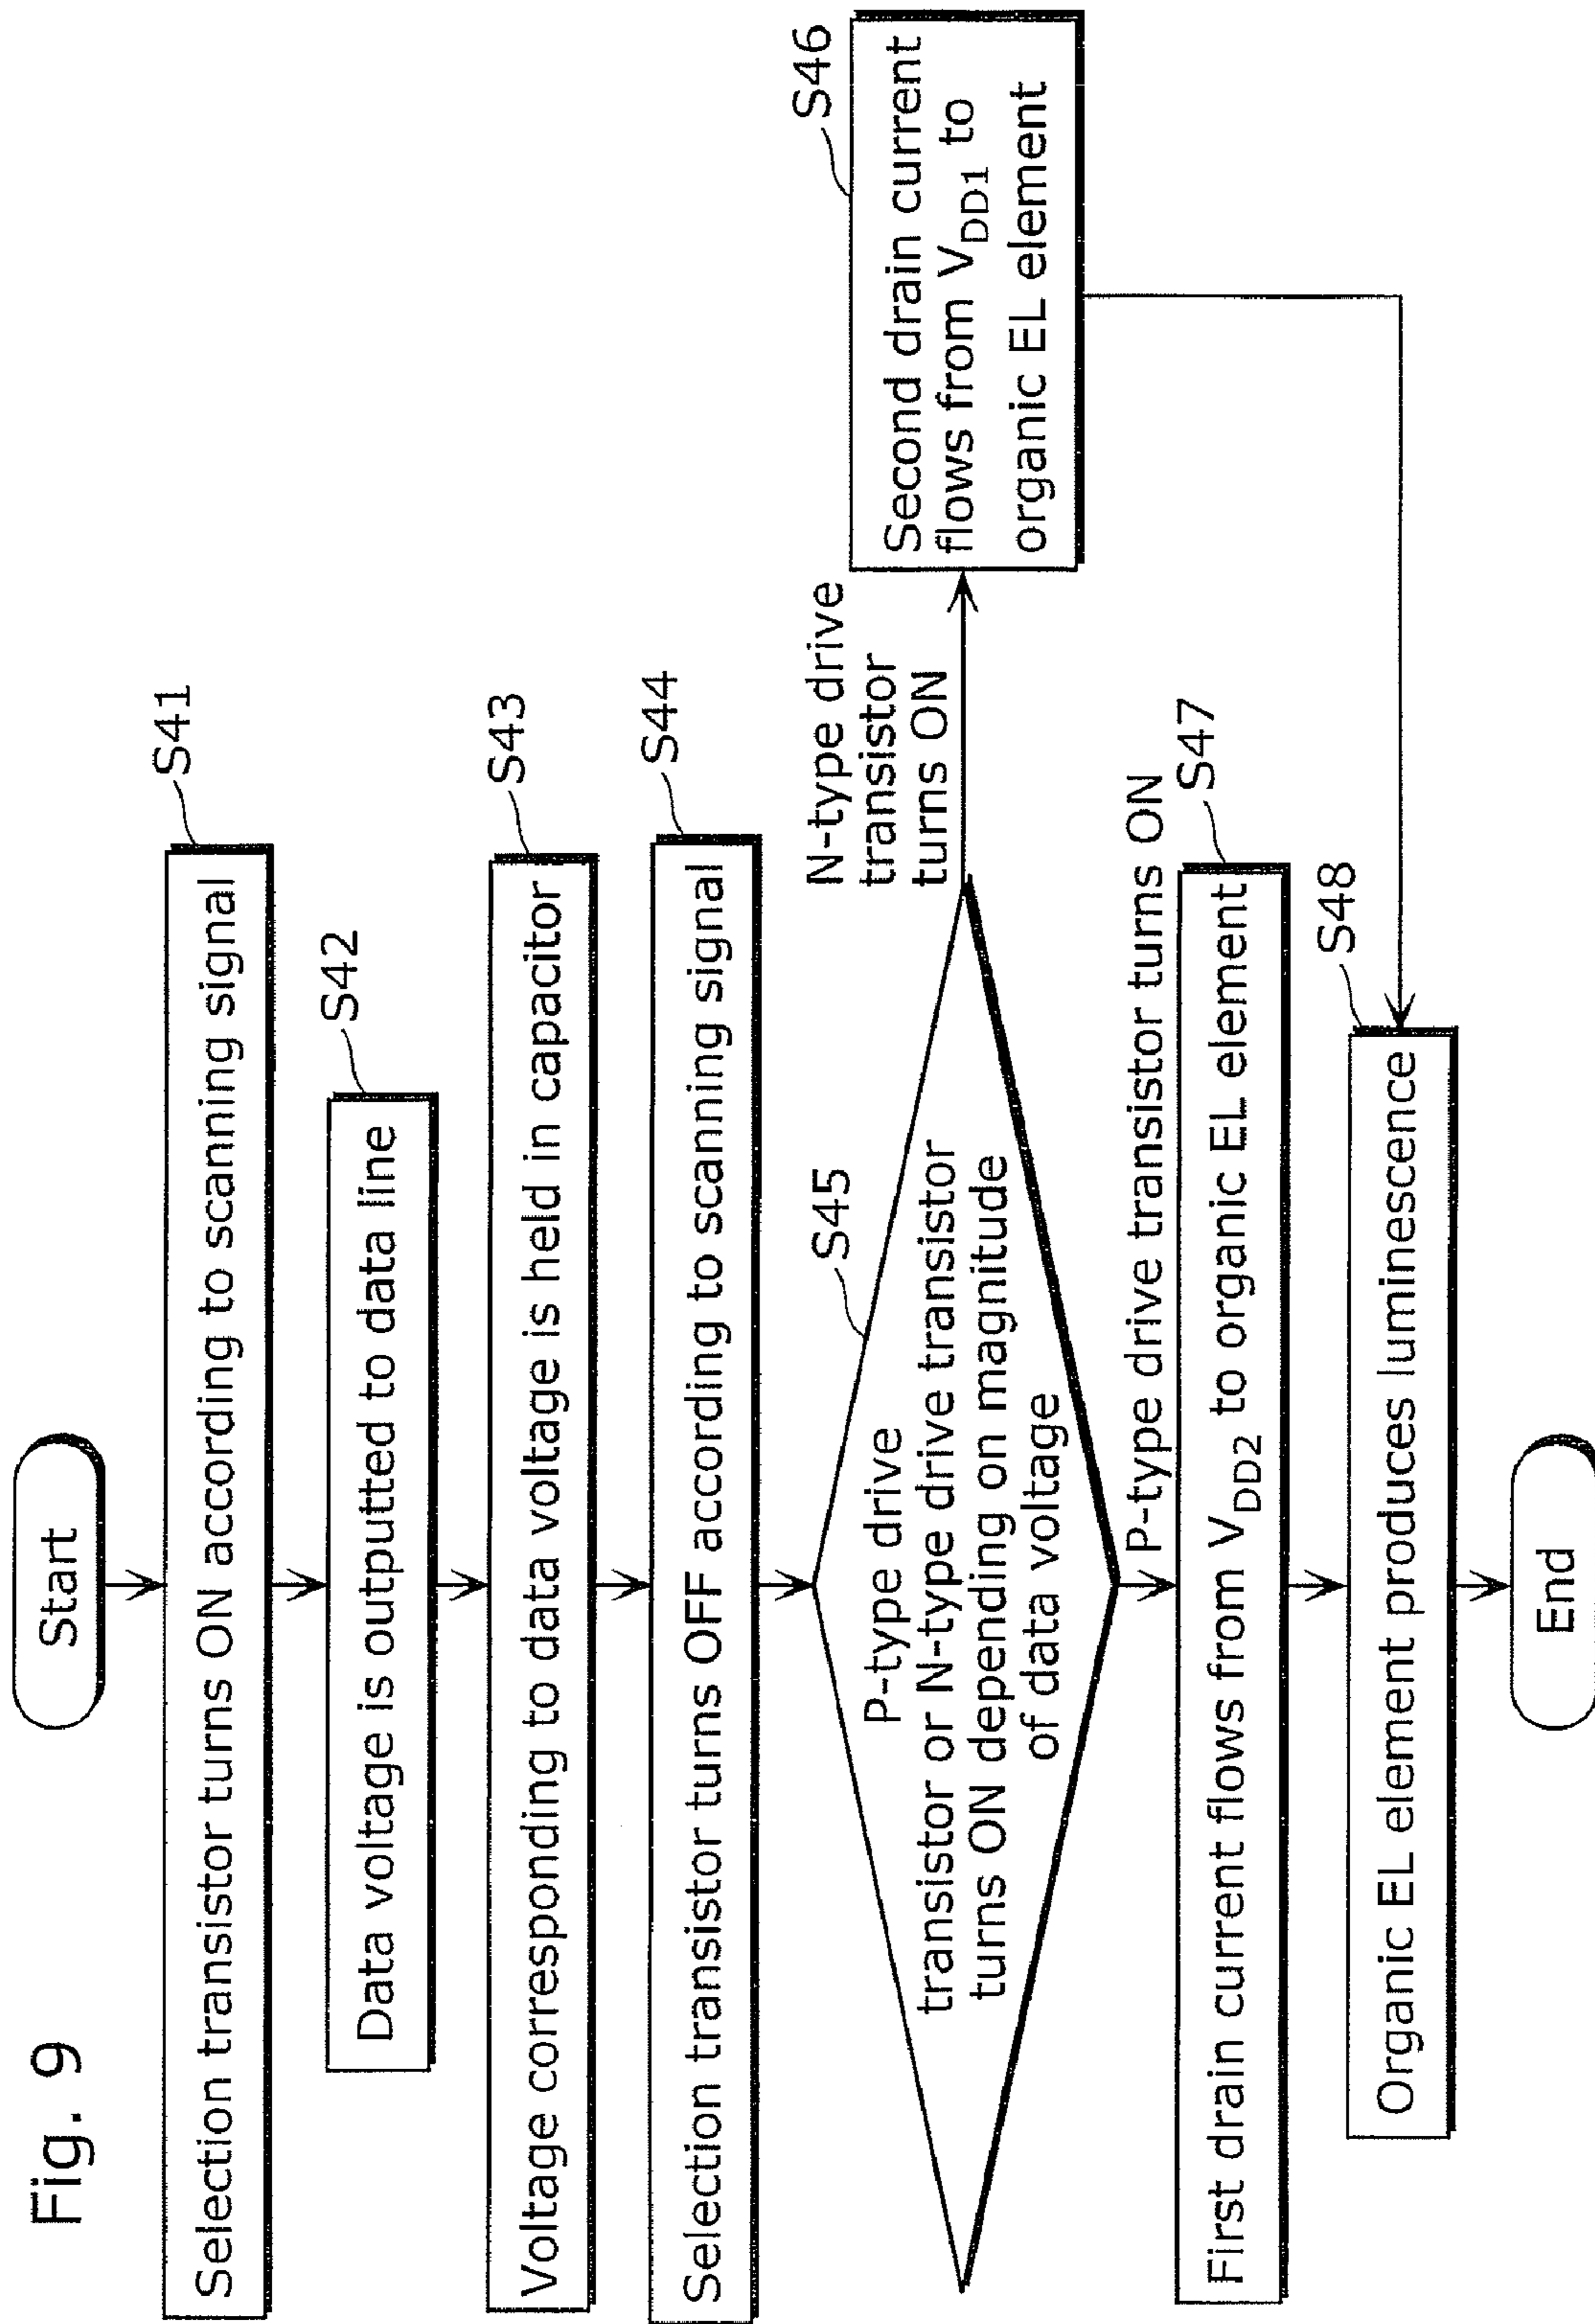 Fig. 9
Start
S41
Selection transistor turns ON according to scanning signal
S42
Data voltage is outputted to data line
S43
Voltage corresponding to data voltage is held in capacitor
S44
Selection transistor turns OFF according to scanning signal
S45
P-type drive
transistor or N-type drive transistor
turns ON depending on magnitude
of data voltage
N-type drive
transistor
turns ON
S46
Second drain current
flows from VDD1 to
organic EL element
P-type drive transistor turns ON
S47
First drain current flows from VDD2 to organic EL element
S48
Organic EL element produces luminescence
End